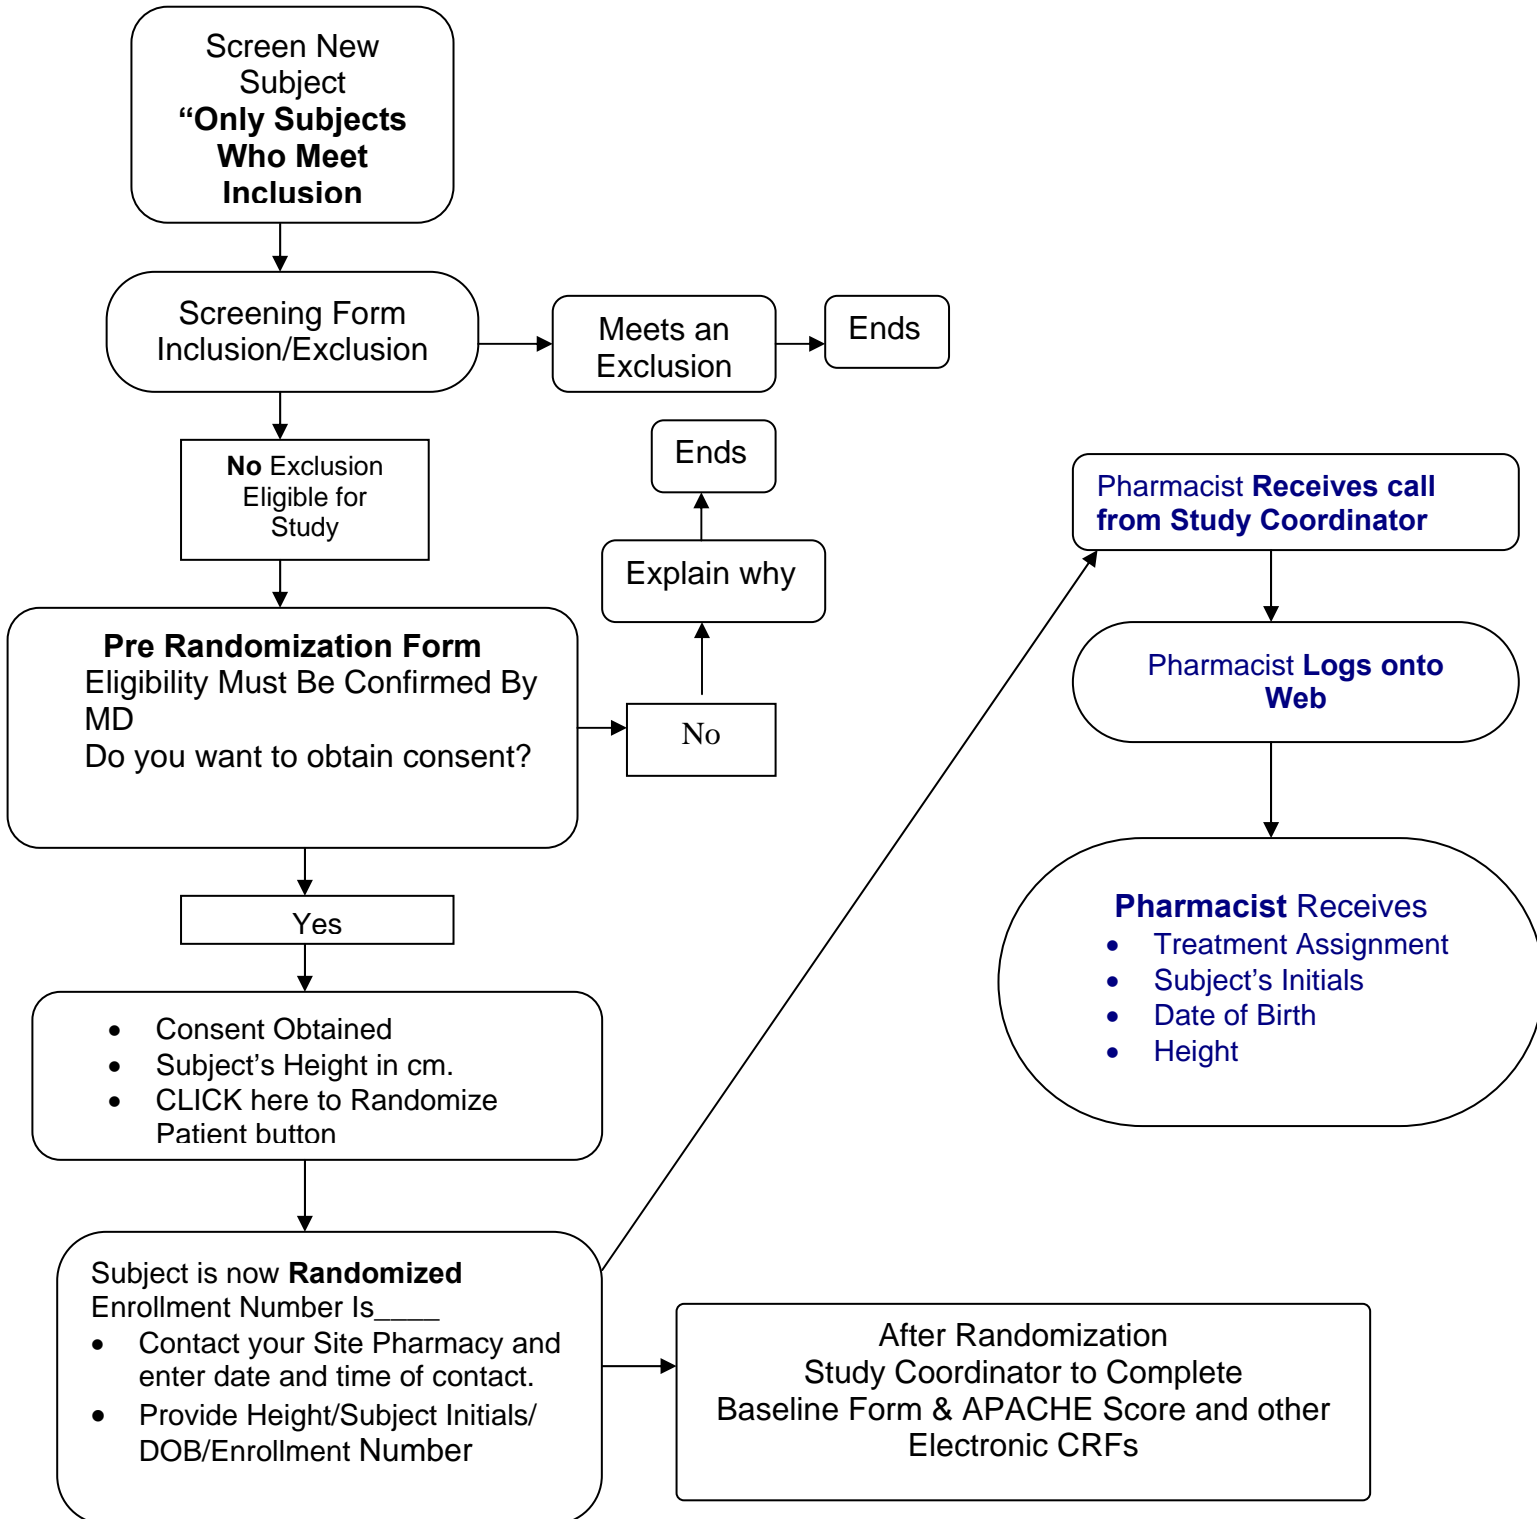 Screen New
Subject
“Only Subjects
Who Meet
Inclusion
Screening Form
Inclusion/Exclusion
Meets an
Exclusion
Ends
No Exclusion
Eligible for
Study
Ends
Explain why
Pre Randomization Form
Eligibility Must Be Confirmed By
MD
Do you want to obtain consent?
No
Yes
• Consent Obtained
• Subject’s Height in cm.
• CLICK here to Randomize
Patient button
Subject is now Randomized
Enrollment Number Is____
• Contact your Site Pharmacy and
enter date and time of contact.
• Provide Height/Subject Initials/
DOB/Enrollment Number
After Randomization
Study Coordinator to Complete
Baseline Form & APACHE Score and other
Electronic CRFs
Pharmacist Receives call
from Study Coordinator
Pharmacist Logs onto
Web
Pharmacist Receives
• Treatment Assignment
• Subject’s Initials
• Date of Birth
• Height